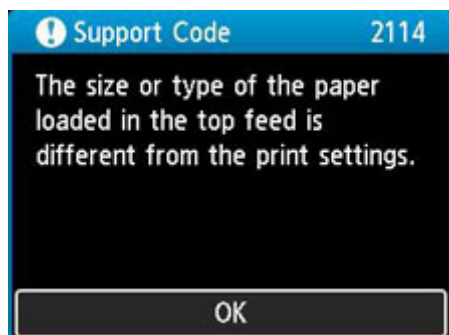 Support Code 2114
The size or type of the paper
loaded in the top feed is
different from the print settings.
OK